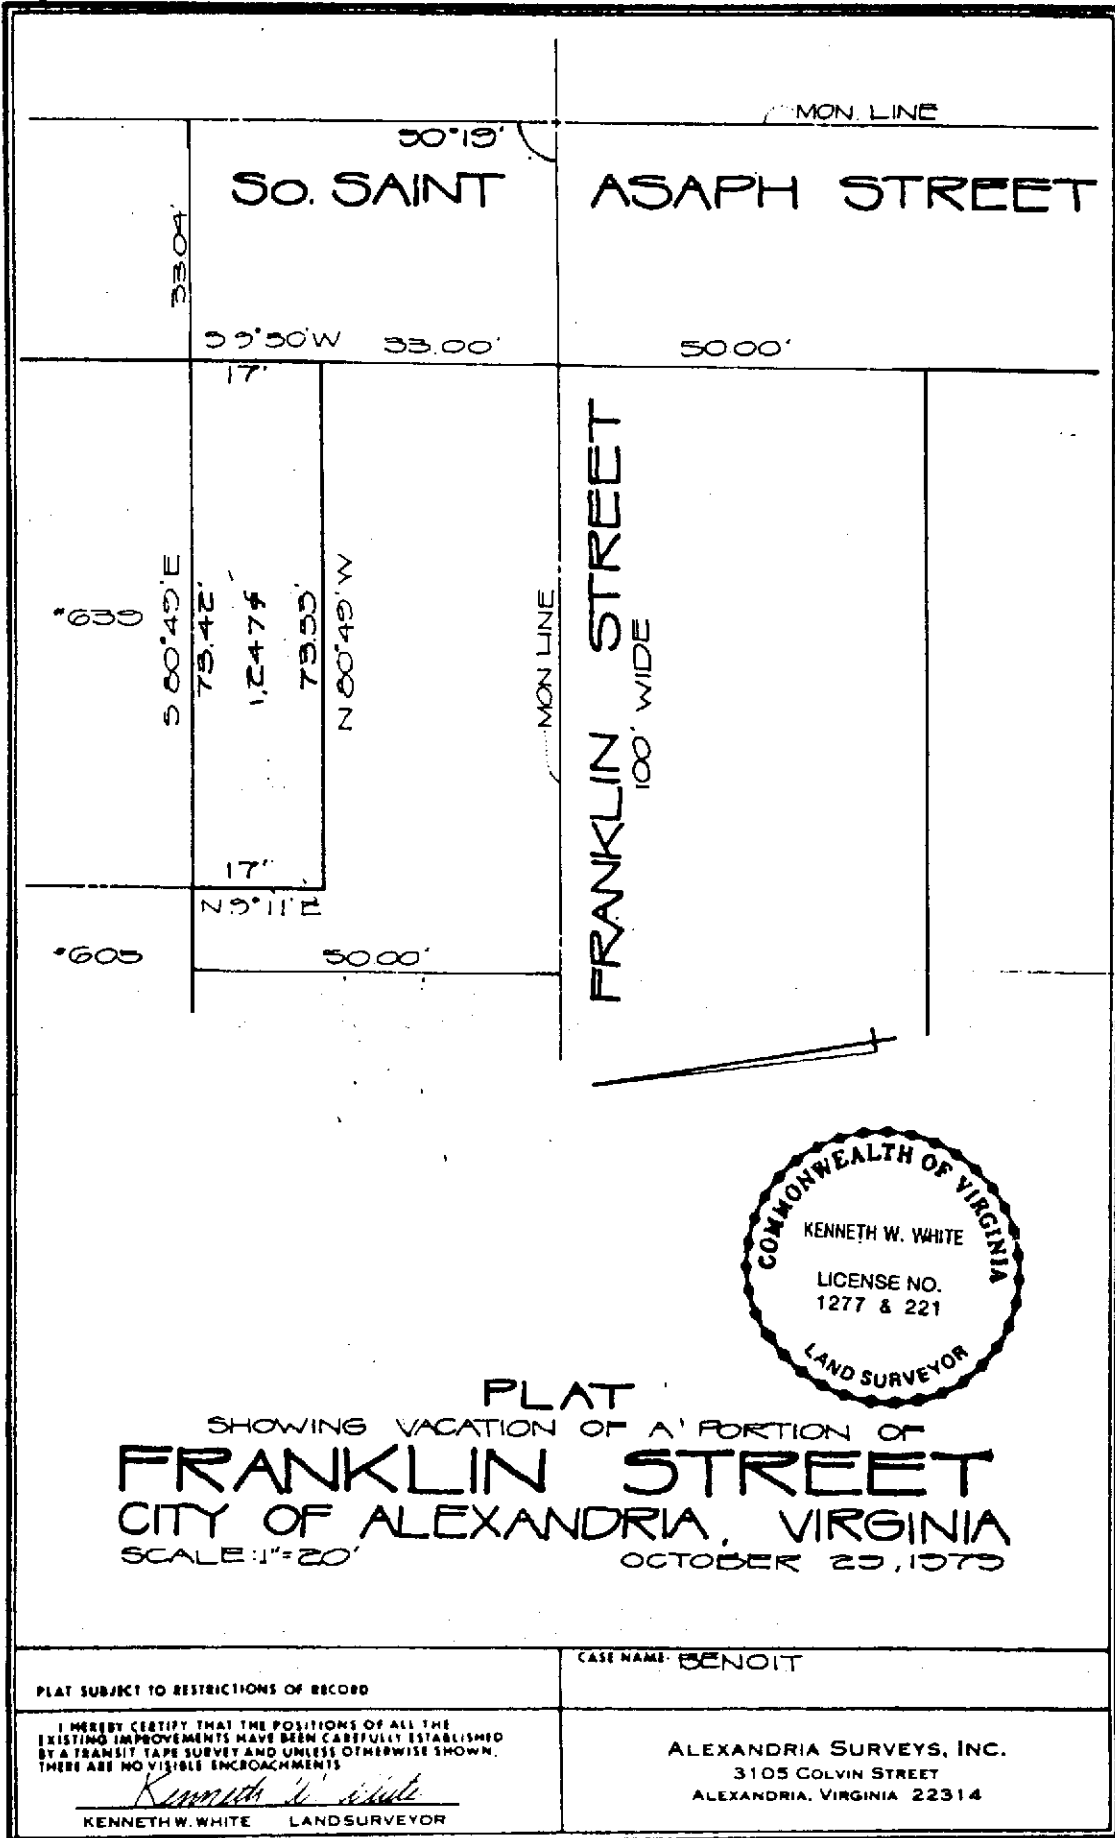 MON. LINE
90°19'
SO. SAINT ASAPH STREET
33.04'
S 9°30'W 33.00' 50.00'
17'
#639
S 80°49'E
73.42'
1,247
73.33'
N 80°49'W
MON LINE
FRANKLIN STREET
100' WIDE
17'
N 9°11'E
50.00'
COMMONWEALTH OF VIRGINIA
KENNETH W. WHITE
LICENSE NO.
1277 & 221
LAND SURVEYOR
PLAT
SHOWING VACATION OF A PORTION OF
FRANKLIN STREET
CITY OF ALEXANDRIA, VIRGINIA
SCALE: 1"=20' OCTOBER 29, 1979
CASE NAME: BENOIT
PLAT SUBJECT TO RESTRICTIONS OF RECORD
I HEREBY CERTIFY THAT THE POSITIONS OF ALL THE
EXISTING IMPROVEMENTS HAVE BEEN CAREFULLY ESTABLISHED
BY A TRANSIT TAPE SURVEY AND UNLESS OTHERWISE SHOWN,
THERE ARE NO VISIBLE ENCROACHMENTS
Kenneth W. White
KENNETH W. WHITE LAND SURVEYOR
ALEXANDRIA SURVEYS, INC.
3105 COLVIN STREET
ALEXANDRIA, VIRGINIA 22314